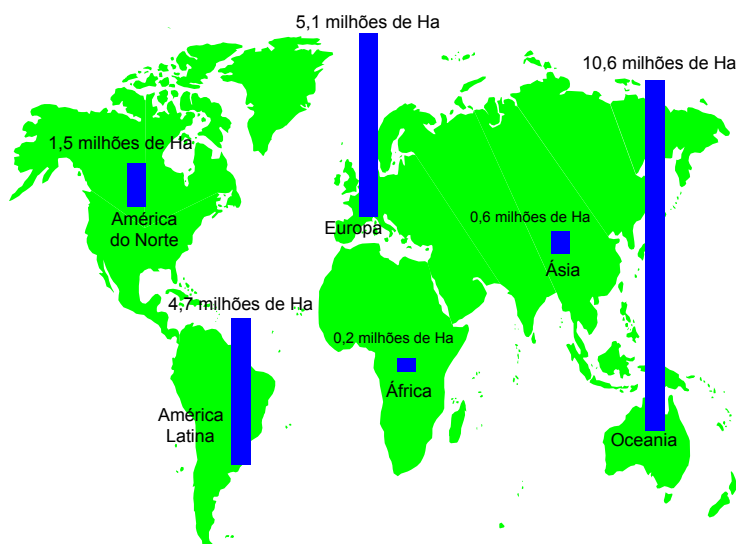 5,1 milhões de Ha
10,6 milhões de Ha
1,5 milhões de Ha
América
do Norte
Europa
0,6 milhões de Ha
Ásia
4,7 milhões de Ha
0,2 milhões de Ha
África
América
Latina
Oceania